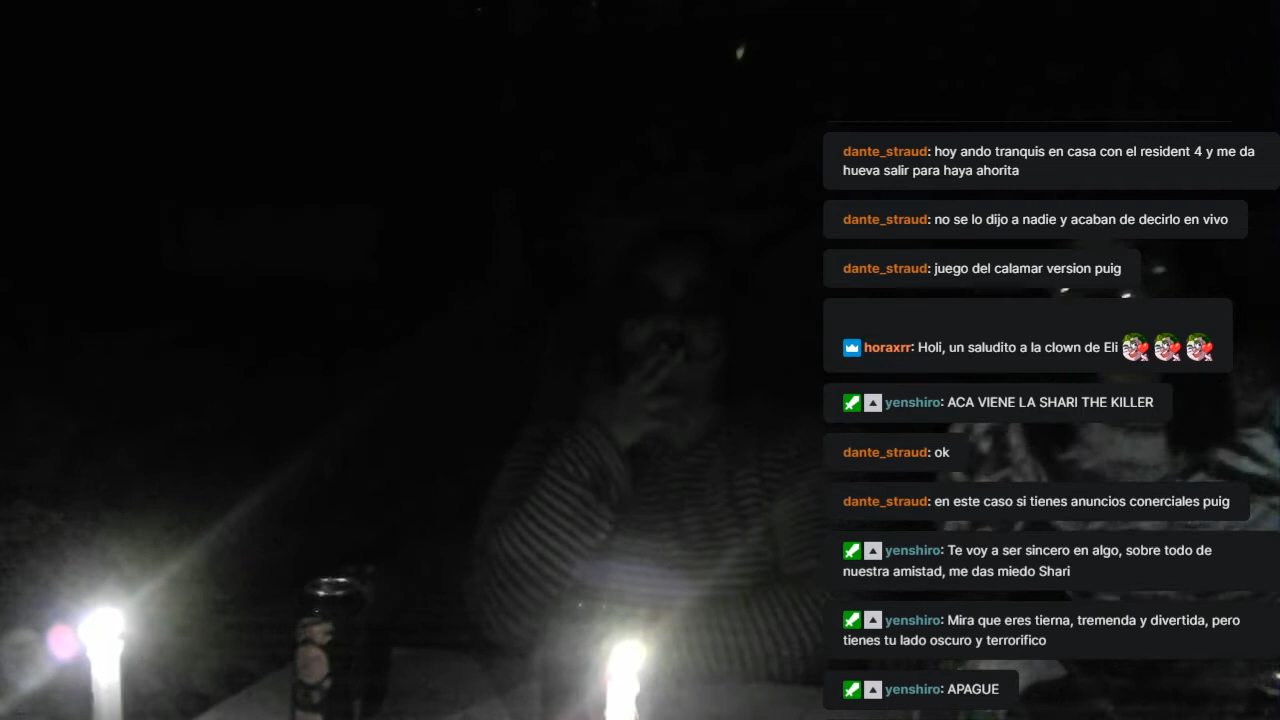 dante_straud: hoy ando tranquis en casa con el resident 4 y me da
hueva salir para haya ahorita
dante_straud: no se lo dijo a nadie y acaban de decirlo en vivo
dante_straud: juego del calamar version puig
horaxrr: Holi, un saludito a la clown de Eli
yenshiro: ACA VIENE LA SHARI THE KILLER
dante_straud: ok
dante_straud: en este caso si tienes anuncios conerciales puig
yenshiro: Te voy a ser sincero en algo, sobre todo de
nuestra amistad, me das miedo Shari
yenshiro: Mira que eres tierna, tremenda y divertida, pero
tienes tu lado oscuro y terrorífico
yenshiro: APAGUE